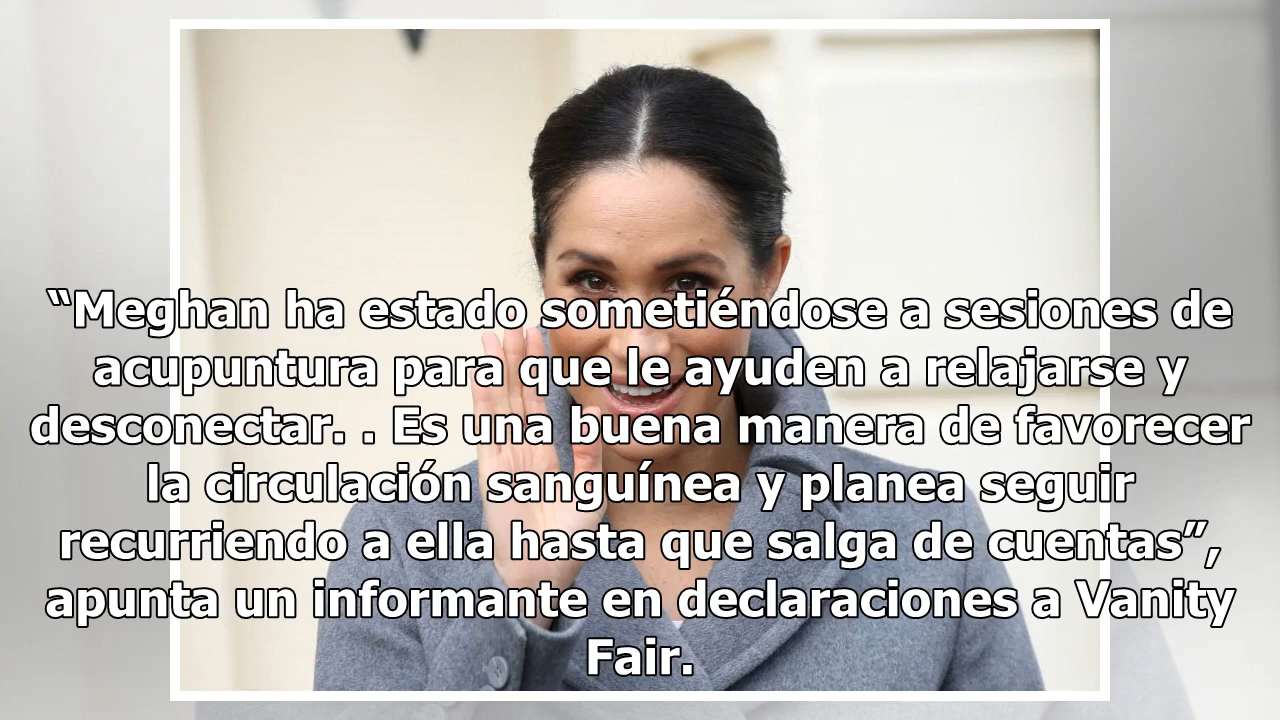 “Meghan ha estado sometiéndose a sesiones de
acupuntura para que le ayuden a relajarse y
desconectar. . Es una buena manera de favorecer
la circulación sanguínea y planea seguir
recurriendo a ella hasta que salga de cuentas”,
apunta un informante en declaraciones a Vanity
Fair.